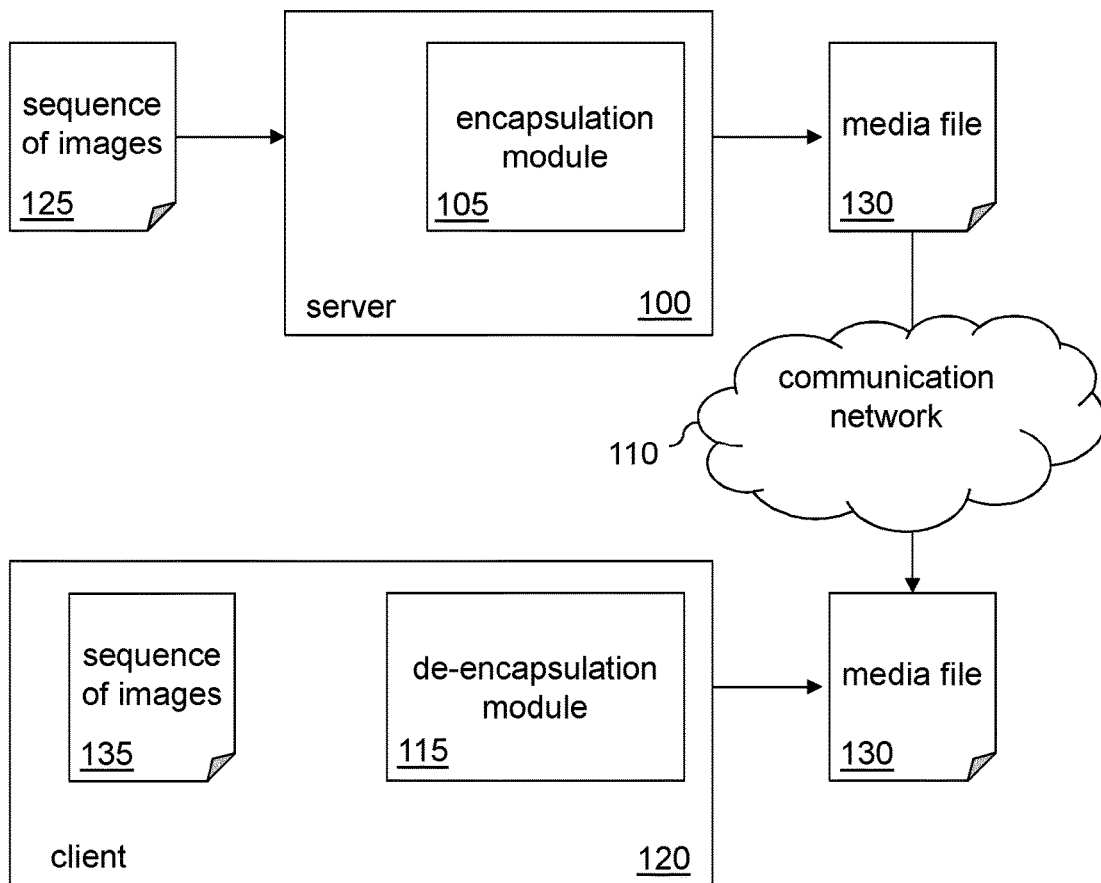 sequence
of images
125
encapsulation
module
105
server
100
media file
130
communication
network
110
sequence
of images
135
de-encapsulation
module
115
client
120
media file
130